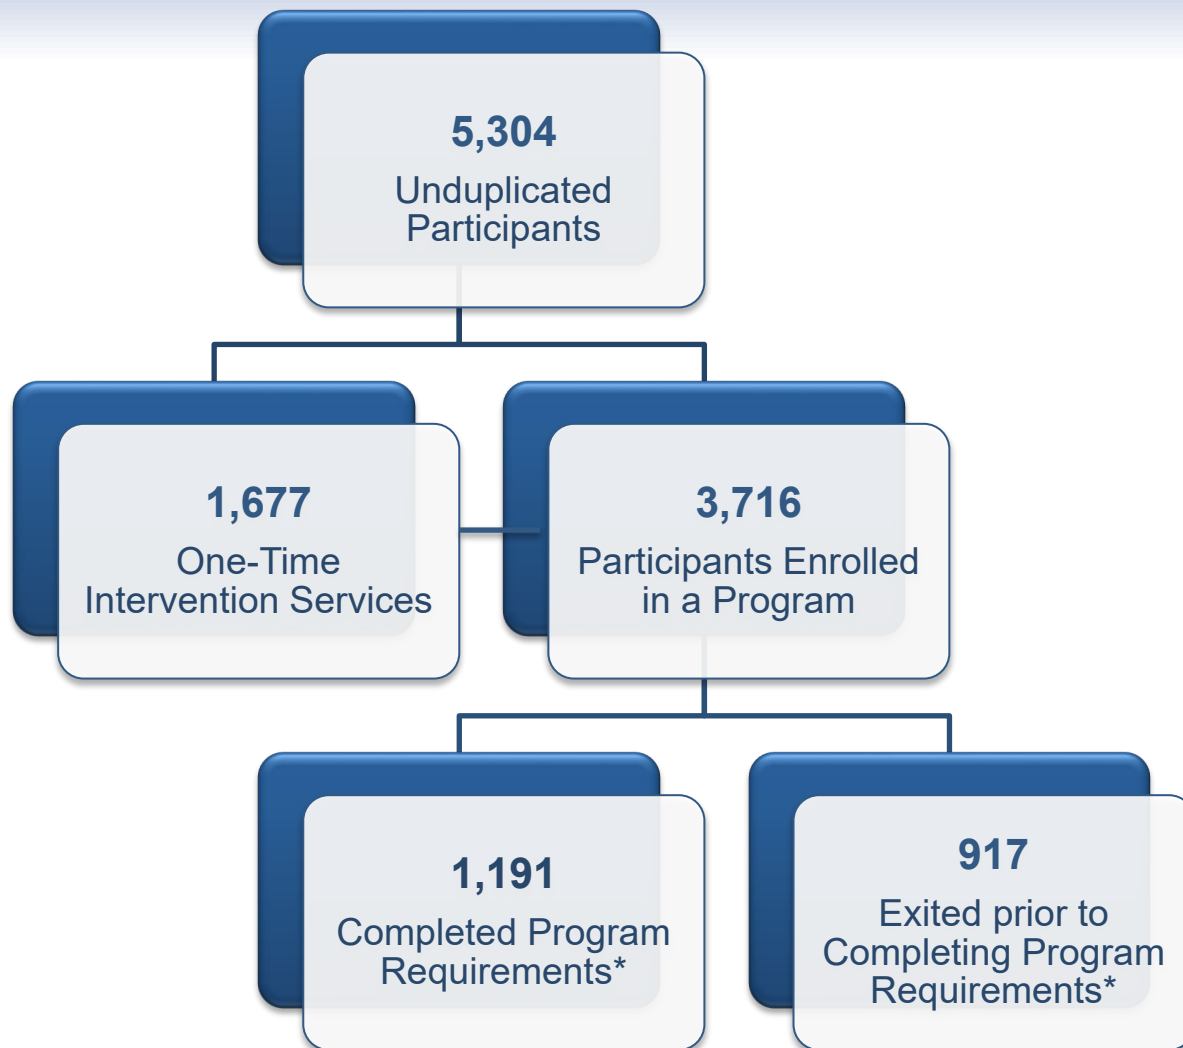 5,304
Unduplicated
Participants
1,677
One-Time
Intervention Services
3,716
Participants Enrolled
in a Program
1,191
Completed Program
Requirements*
917
Exited prior to
Completing Program
Requirements*